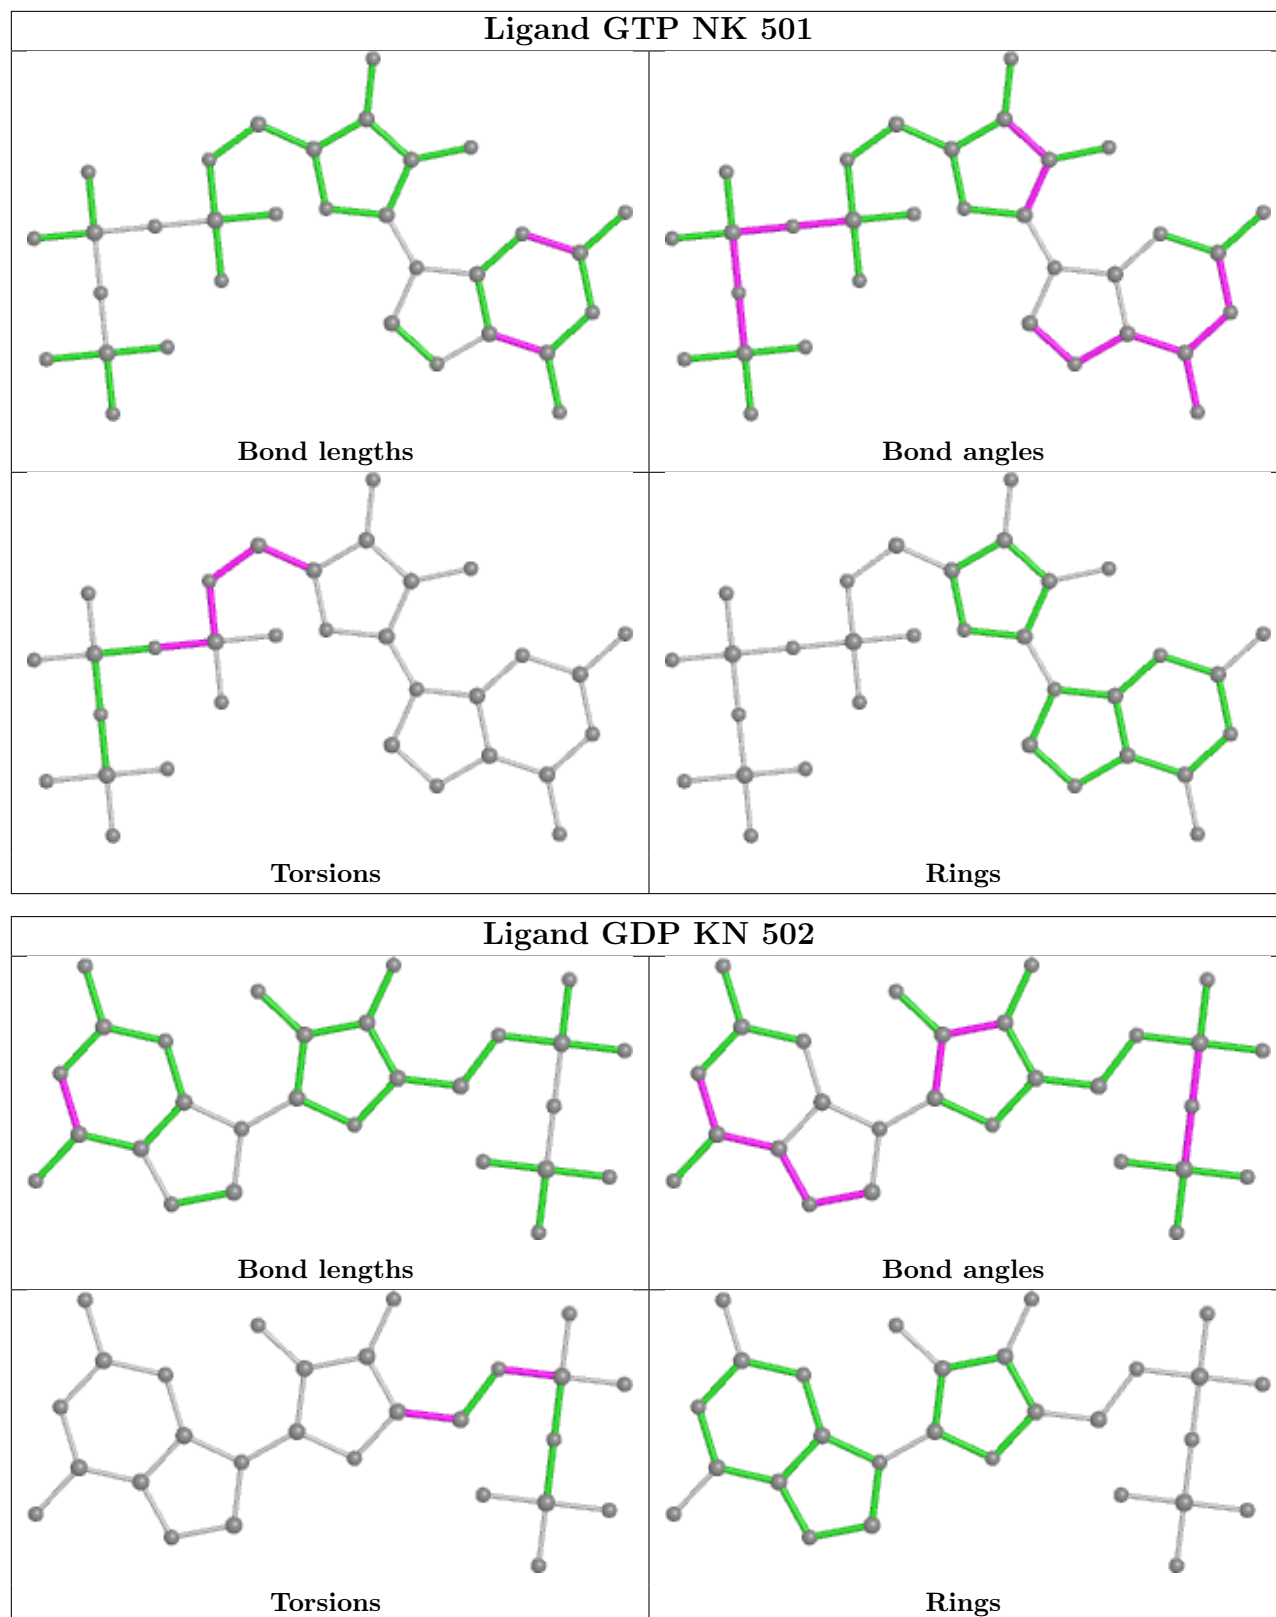 Ligand GTP NK 501
Bond lengths
Bond angles
Torsions
Rings
Ligand GDP KN 502
Bond lengths
Bond angles
Torsions
Rings